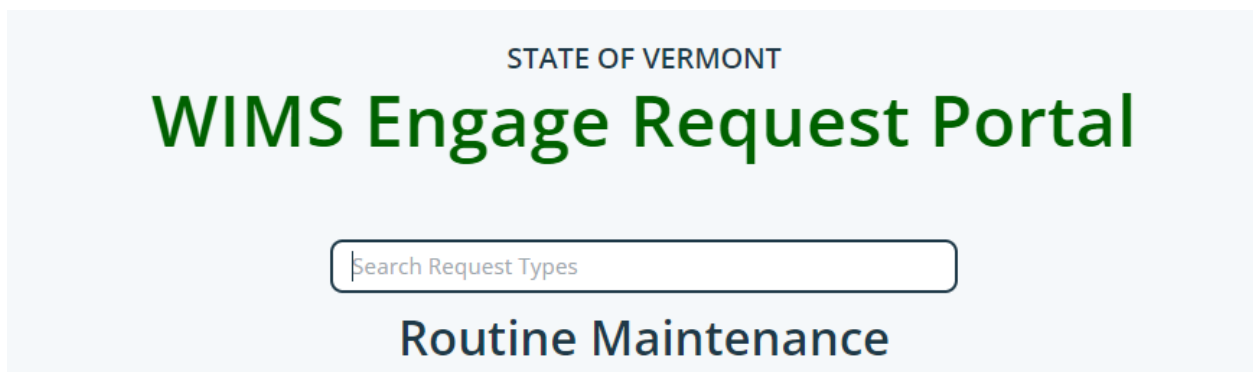 STATE OF VERMONT
WIMS Engage Request Portal
Search Request Types
Routine Maintenance